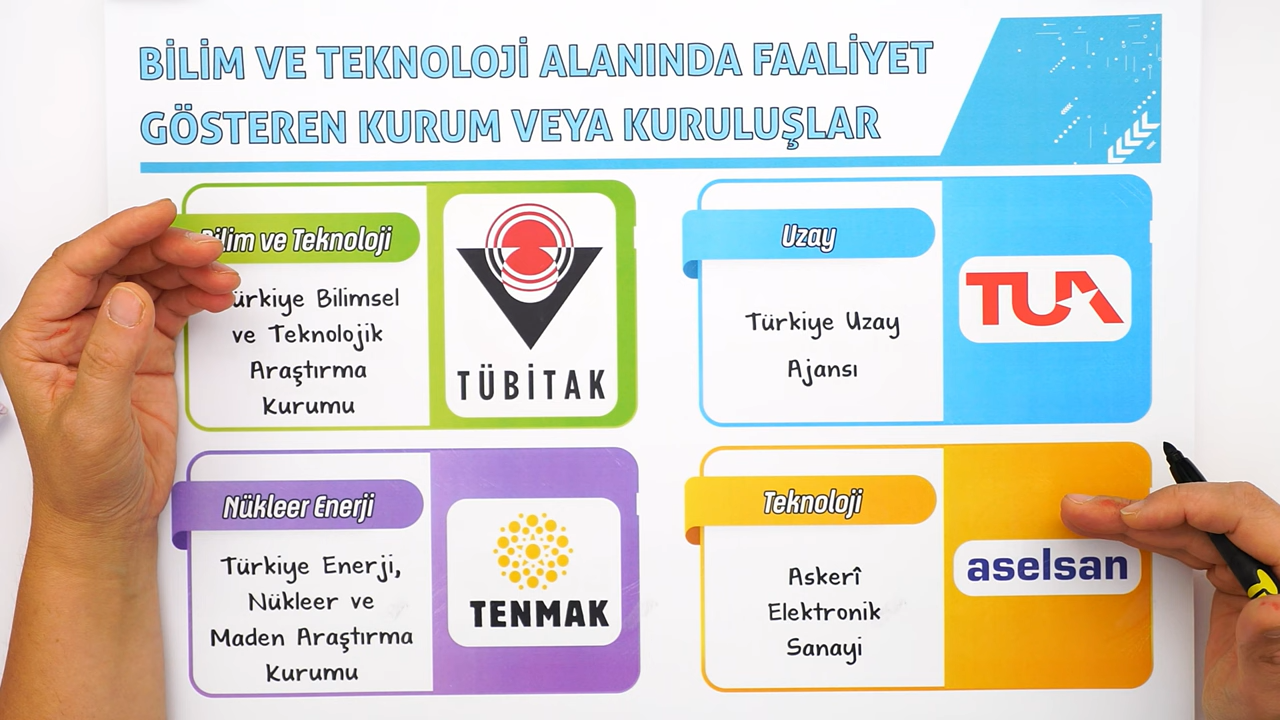 BİLİM VE TEKNOLOJİ ALANINDA FAALİYET
GÖSTEREN KURUM VEYA KURULUŞLAR
Bilim ve Teknoloji
Türkiye Bilimsel
ve Teknolojik
Araştırma
Kurumu
TÜBİTAK
Uzay
Türkiye Uzay
Ajansı
TUA
Nükleer Enerji
Türkiye Enerji,
Nükleer ve
Maden Araştırma
Kurumu
TENMAK
Teknoloji
Askerî
Elektronik
Sanayi
aselsan